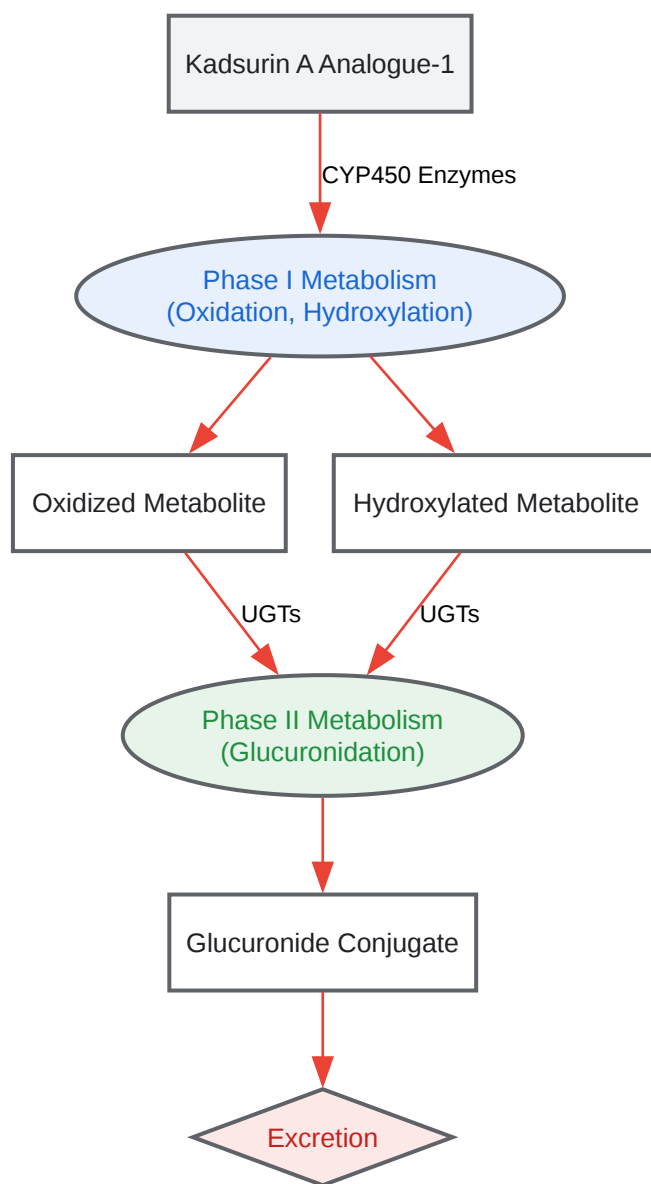 Kadsurin A Analogue-1
CYP450 Enzymes
Phase I Metabolism
(Oxidation, Hydroxylation)
Oxidized Metabolite
Hydroxylated Metabolite
UGTs
UGTs
Phase II Metabolism
(Glucuronidation)
Glucuronide Conjugate
Excretion